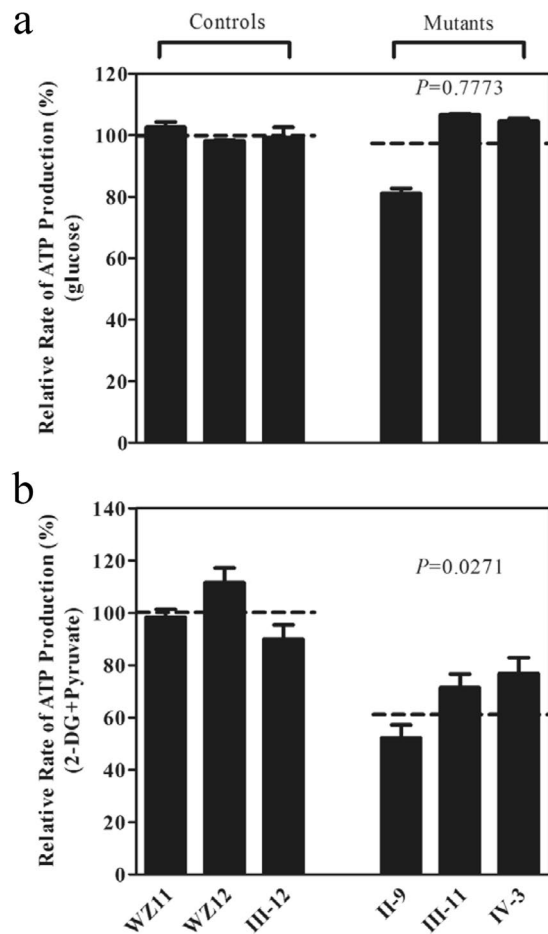 a
Controls
Mutants
Relative Rate of ATP Production (%)
(glucose)
120
100
80
60
40
20
0
P=0.7773
b
Relative Rate of ATP Production (%)
(2-DG+Pyruvate)
140
120
100
80
60
40
20
0
P=0.0271
WZ11
WZ12
III-12
II-9
III-11
IV-3